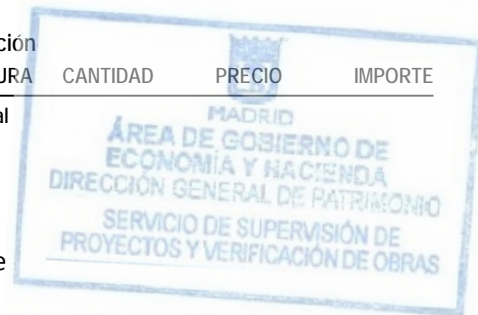 ción
URA CANTIDAD PRECIO IMPORTE
al
MADRID
ÁREA DE GOBIERNO DE
ECONOMÍA Y HACIENDA
DIRECCIÓN GENERAL DE PATRIMONIO
SERVICIO DE SUPERVISIÓN DE
PROYECTOS Y VERIFICACIÓN DE OBRAS
e